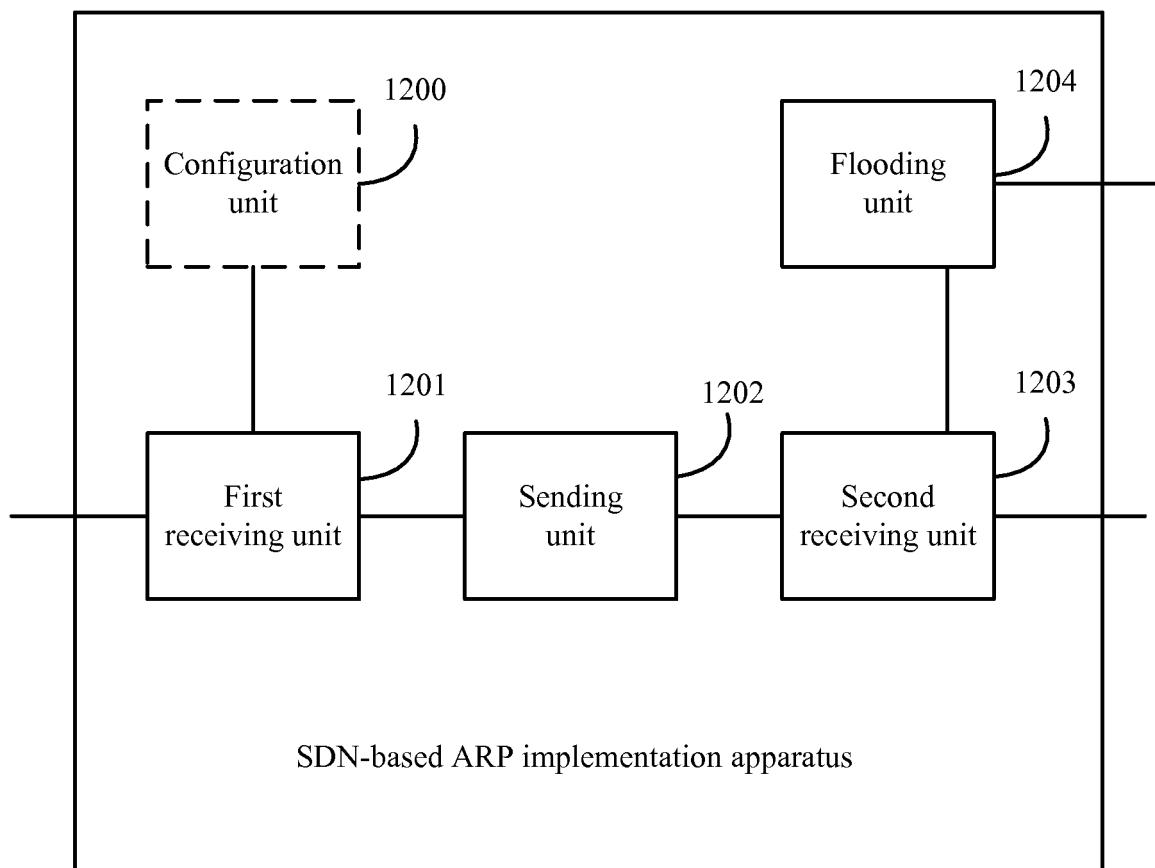 1200
1204
Configuration
unit
Flooding
unit
1201
1202
1203
First
receiving unit
Sending
unit
Second
receiving unit
SDN-based ARP implementation apparatus